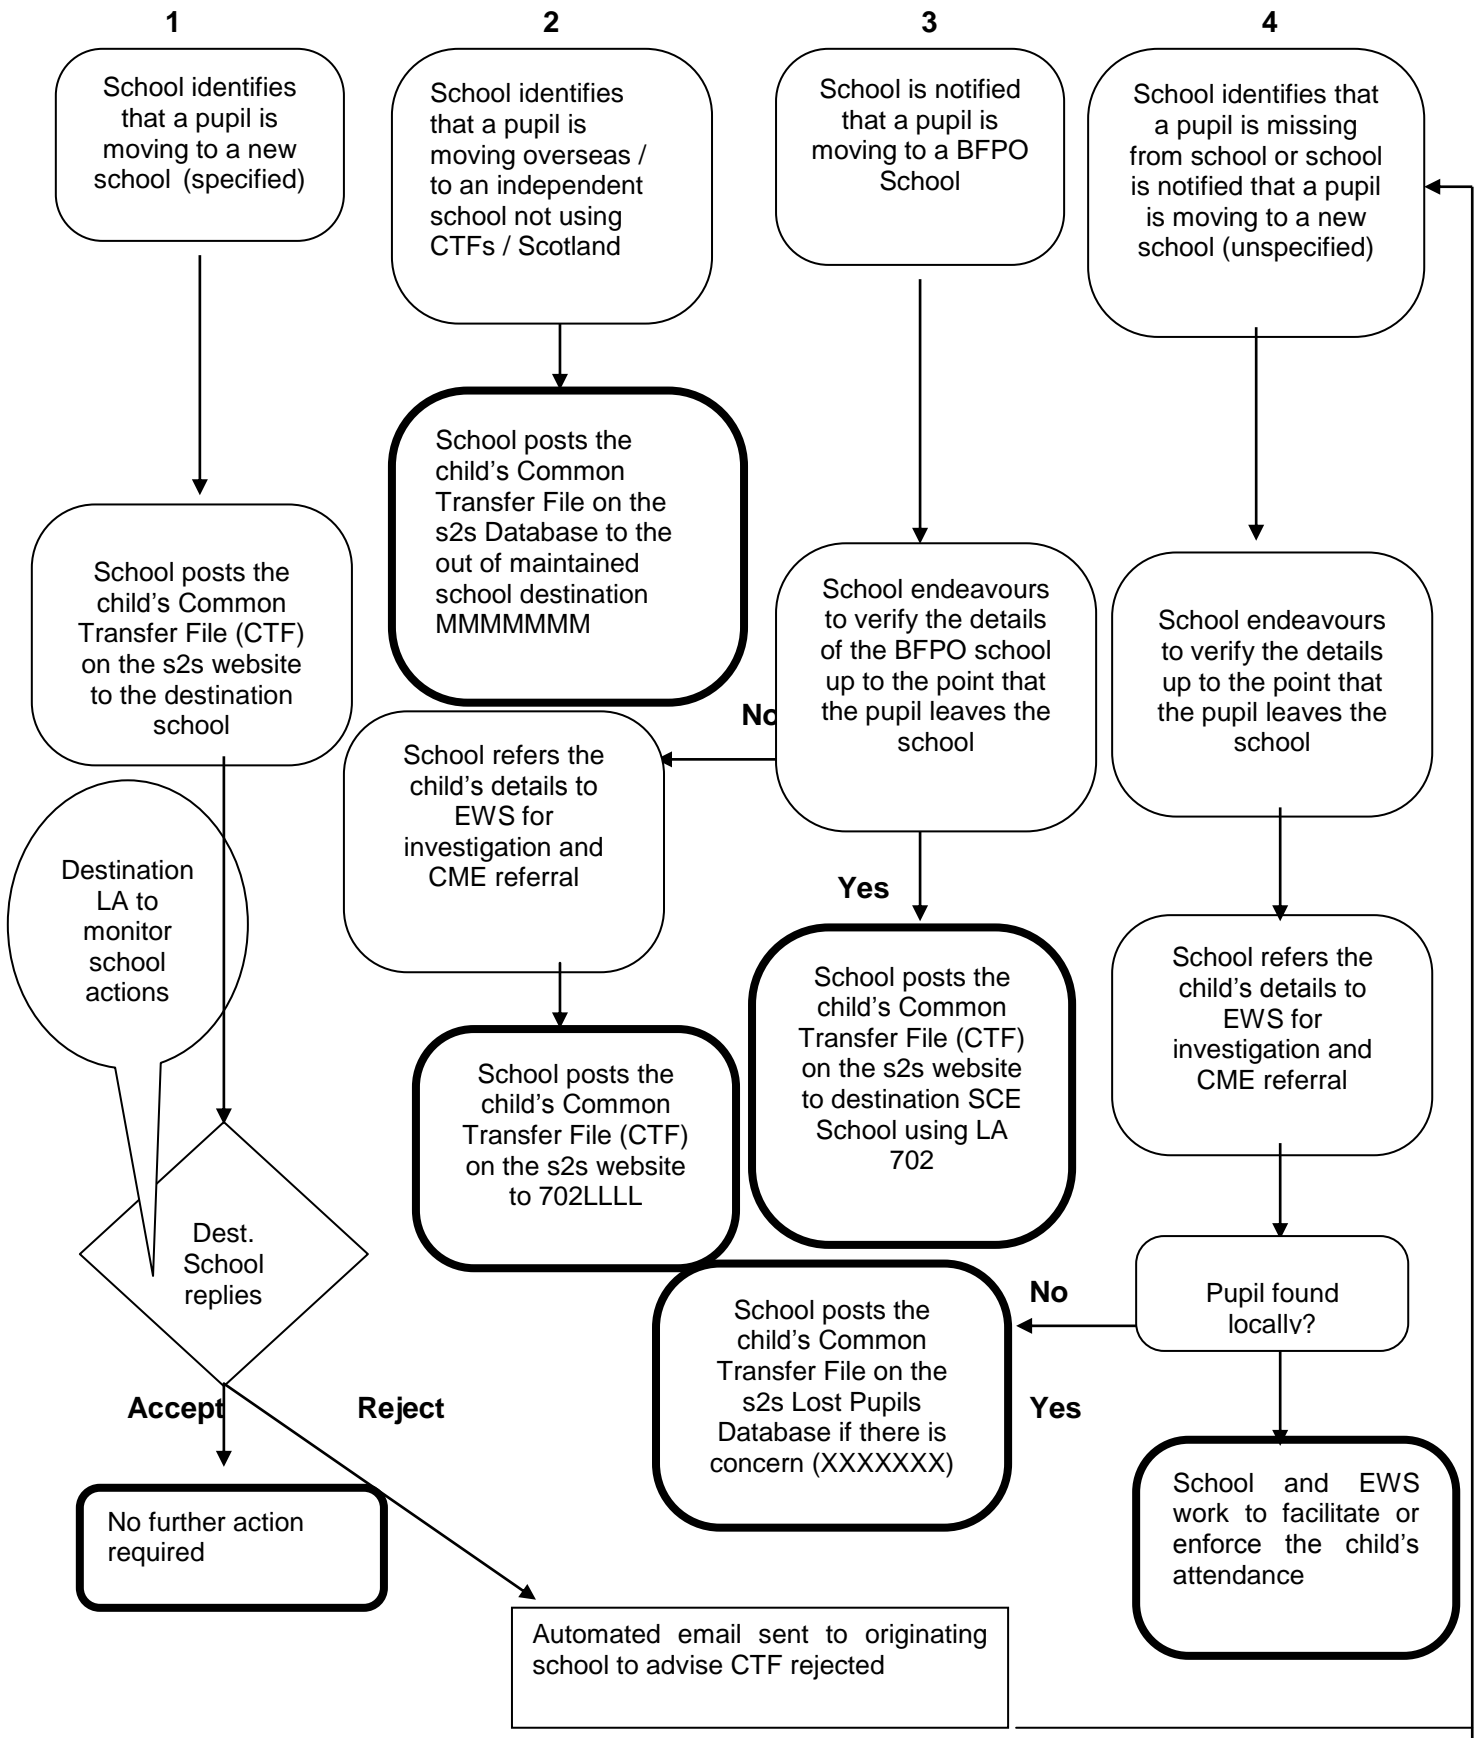 1
2
3
4
School identifies
that a pupil is
moving to a new
school (specified)
School identifies
that a pupil is
moving overseas /
to an independent
school not using
CTFs / Scotland
School is notified
that a pupil is
moving to a BFPO
School
School identifies that
a pupil is missing
from school or school
is notified that a pupil
is moving to a new
school (unspecified)
School posts the
child's Common
Transfer File (CTF)
on the s2s website
to the destination
school
School posts the
child's Common
Transfer File on the
s2s Database to the
out of maintained
school destination
MMMMMMM
School endeavours
to verify the details
of the BFPO school
up to the point that
the pupil leaves the
school
School endeavours
to verify the details
up to the point that
the pupil leaves the
school
No
School refers the
child's details to
EWS for
investigation and
CME referral
Yes
Destination
LA to
monitor
school
actions
School posts the
child's Common
Transfer File (CTF)
on the s2s website
to destination SCE
School using LA
702
School refers the
child's details to
EWS for
investigation and
CME referral
School posts the
child's Common
Transfer File (CTF)
on the s2s website
to 702LLLL
Dest.
School
replies
School posts the
child's Common
Transfer File on the
s2s Lost Pupils
Database if there is
concern (XXXXXXX)
No
Pupil found
locally?
Accept
Reject
Yes
No further action
required
School and EWS
work to facilitate or
enforce the child's
attendance
Automated email sent to originating
school to advise CTF rejected